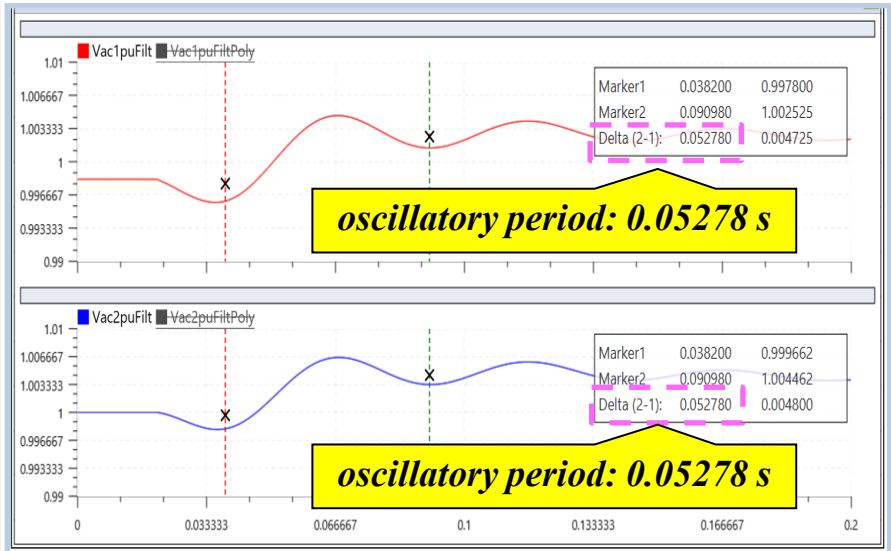 Vac1puFilt Vac1puFiltPoly
1.01
1.006667
1.003333
1
0.996667
0.993333
0.99
Marker1 0.038200 0.997800
Marker2 0.090980 1.002525
Delta (2-1): 0.052780 0.004725
oscillatory period: 0.05278 s
Vac2puFilt Vac2puFiltPoly
1.01
1.006667
1.003333
1
0.996667
0.993333
0.99
Marker1 0.038200 0.999662
Marker2 0.090980 1.004462
Delta (2-1): 0.052780 0.004800
oscillatory period: 0.05278 s
0 0.033333 0.066667 0.1 0.133333 0.166667 0.2